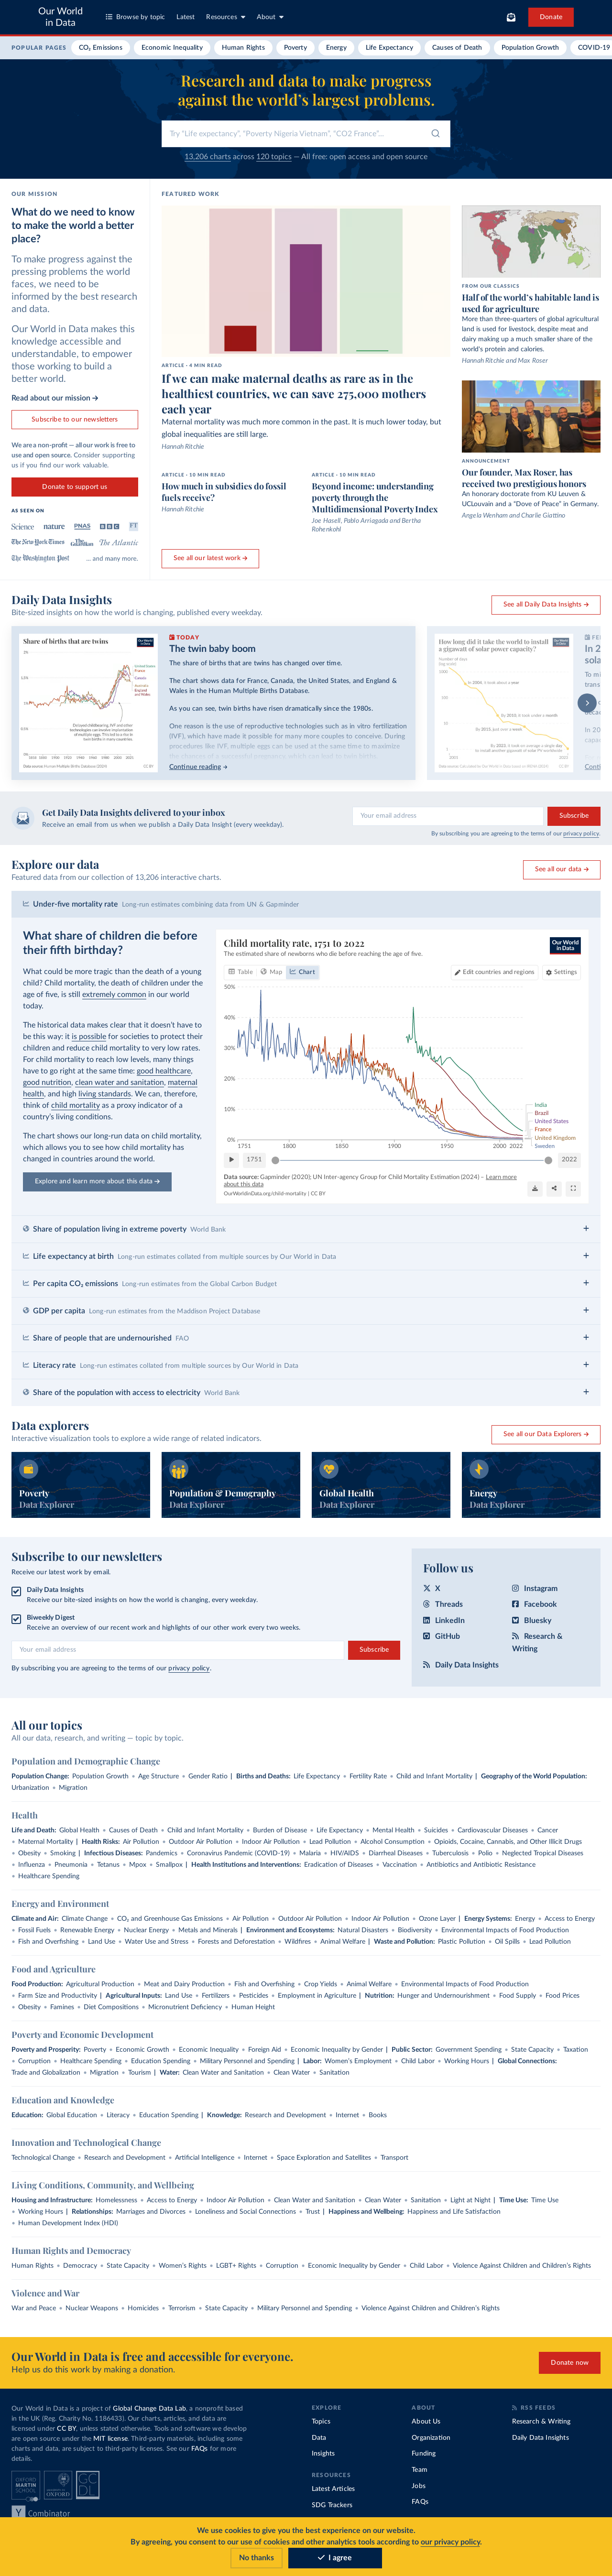 Our World
in Data
Browse by topic
Latest
Resources
About
Donate
POPULAR PAGES
CO₂ Emissions
Economic Inequality
Human Rights
Poverty
Energy
Life Expectancy
Causes of Death
Population Growth
COVID-19
Research and data to make progress
against the world's largest problems.
Try "Life expectancy", "Poverty Nigeria Vietnam", "CO2 France"...
13,206 charts across 120 topics — All free: open access and open source
OUR MISSION
What do we need to know
to make the world a better
place?
To make progress against the
pressing problems the world
faces, we need to be
informed by the best research
and data.
Our World in Data makes this
knowledge accessible and
understandable, to empower
those working to build a
better world.
Read about our mission →
Subscribe to our newsletters
We are a non-profit — all our work is free to
use and open source. Consider supporting
us if you find our work valuable.
Donate to support us
AS SEEN ON
Science
nature
PNAS
BBC
FT
The New York Times
The Guardian
The Atlantic
The Washington Post
... and many more.
FEATURED WORK
ARTICLE · 4 MIN READ
If we can make maternal deaths as rare as in the
healthiest countries, we can save 275,000 mothers
each year
Maternal mortality was much more common in the past. It is much lower today, but
global inequalities are still large.
Hannah Ritchie
ARTICLE · 10 MIN READ
How much in subsidies do fossil
fuels receive?
Hannah Ritchie
ARTICLE · 10 MIN READ
Beyond income: understanding
poverty through the
Multidimensional Poverty Index
Joe Hasell, Pablo Arriagada and Bertha
Rohenkohl
See all our latest work →
FROM OUR CLASSICS
Half of the world's habitable land is
used for agriculture
More than three-quarters of global agricultural
land is used for livestock, despite meat and
dairy making up a much smaller share of the
world's protein and calories.
Hannah Ritchie and Max Roser
ANNOUNCEMENT
Our founder, Max Roser, has
received two prestigious honors
An honorary doctorate from KU Leuven &
UCLouvain and a "Dove of Peace" in Germany.
Angela Wenham and Charlie Giattino
Daily Data Insights
Bite-sized insights on how the world is changing, published every weekday.
See all Daily Data Insights →
Share of births that are twins
TODAY
The twin baby boom
The share of births that are twins has changed over time.
The chart shows data from France, Canada, the United States, and England &
Wales in the Human Multiple Births Database.
As you can see, twin births have risen dramatically since the 1980s.
One reason is the use of reproductive technologies such as in vitro fertilization
(IVF), which have made it possible for many more couples to conceive. During
procedures like IVF, multiple eggs can be used at the same time to maximize
Continue reading →
How long did it take the world to install
a gigawatt of solar power capacity?
Get Daily Data Insights delivered to your inbox
Receive an email from us when we publish a Daily Data Insight (every weekday).
Your email address
Subscribe
By subscribing you are agreeing to the terms of our privacy policy.
Explore our data
Featured data from our collection of 13,206 interactive charts.
See all our data →
Under-five mortality rate Long-run estimates combining data from UN & Gapminder
What share of children die before
their fifth birthday?
What could be more tragic than the death of a young
child? Child mortality, the death of children under the
age of five, is still extremely common in our world
today.
The historical data makes clear that it doesn't have to
be this way: it is possible for societies to protect their
children and reduce child mortality to very low rates.
For child mortality to reach low levels, many things
have to go right at the same time: good healthcare,
good nutrition, clean water and sanitation, maternal
health, and high living standards. We can, therefore,
think of child mortality as a proxy indicator of a
country's living conditions.
The chart shows our long-run data on child mortality,
which allows you to see how child mortality has
changed in countries around the world.
Explore and learn more about this data →
Child mortality rate, 1751 to 2022
The estimated share of newborns who die before reaching the age of five.
Our World
in Data
Table
Map
Chart
Edit countries and regions
Settings
50%
40%
30%
20%
10%
0%
1751
1800
1850
1900
1950
2000 2022
India
Brazil
United States
France
United Kingdom
Sweden
1751
2022
Data source: Gapminder (2020); UN Inter-agency Group for Child Mortality Estimation (2024) – Learn more
about this data
OurWorldinData.org/child-mortality | CC BY
Share of population living in extreme poverty World Bank
Life expectancy at birth Long-run estimates collated from multiple sources by Our World in Data
Per capita CO₂ emissions Long-run estimates from the Global Carbon Budget
GDP per capita Long-run estimates from the Maddison Project Database
Share of people that are undernourished FAO
Literacy rate Long-run estimates collated from multiple sources by Our World in Data
Share of the population with access to electricity World Bank
Data explorers
Interactive visualization tools to explore a wide range of related indicators.
See all our Data Explorers →
Poverty
Data Explorer
Population & Demography
Data Explorer
Global Health
Data Explorer
Energy
Data Explorer
Subscribe to our newsletters
Receive our latest work by email.
Daily Data Insights
Receive our bite-sized insights on how the world is changing, every weekday.
Biweekly Digest
Receive an overview of our recent work and highlights of our other work every two weeks.
Your email address
Subscribe
By subscribing you are agreeing to the terms of our privacy policy.
Follow us
X
Instagram
Threads
Facebook
LinkedIn
Bluesky
GitHub
Research &
Writing
Daily Data Insights
All our topics
All our data, research, and writing — topic by topic.
Population and Demographic Change
Population Change: Population Growth • Age Structure • Gender Ratio | Births and Deaths: Life Expectancy • Fertility Rate • Child and Infant Mortality | Geography of the World Population:
Urbanization • Migration
Health
Life and Death: Global Health • Causes of Death • Child and Infant Mortality • Burden of Disease • Life Expectancy • Mental Health • Suicides • Cardiovascular Diseases • Cancer
• Maternal Mortality | Health Risks: Air Pollution • Outdoor Air Pollution • Indoor Air Pollution • Lead Pollution • Alcohol Consumption • Opioids, Cocaine, Cannabis, and Other Illicit Drugs
• Obesity • Smoking | Infectious Diseases: Pandemics • Coronavirus Pandemic (COVID-19) • Malaria • HIV/AIDS • Diarrheal Diseases • Tuberculosis • Polio • Neglected Tropical Diseases
• Influenza • Pneumonia • Tetanus • Mpox • Smallpox | Health Institutions and Interventions: Eradication of Diseases • Vaccination • Antibiotics and Antibiotic Resistance
• Healthcare Spending
Energy and Environment
Climate and Air: Climate Change • CO₂ and Greenhouse Gas Emissions • Air Pollution • Outdoor Air Pollution • Indoor Air Pollution • Ozone Layer | Energy Systems: Energy • Access to Energy
• Fossil Fuels • Renewable Energy • Nuclear Energy • Metals and Minerals | Environment and Ecosystems: Natural Disasters • Biodiversity • Environmental Impacts of Food Production
• Fish and Overfishing • Land Use • Water Use and Stress • Forests and Deforestation • Wildfires • Animal Welfare | Waste and Pollution: Plastic Pollution • Oil Spills • Lead Pollution
Food and Agriculture
Food Production: Agricultural Production • Meat and Dairy Production • Fish and Overfishing • Crop Yields • Animal Welfare • Environmental Impacts of Food Production
• Farm Size and Productivity | Agricultural Inputs: Land Use • Fertilizers • Pesticides • Employment in Agriculture | Nutrition: Hunger and Undernourishment • Food Supply • Food Prices
• Obesity • Famines • Diet Compositions • Micronutrient Deficiency • Human Height
Poverty and Economic Development
Poverty and Prosperity: Poverty • Economic Growth • Economic Inequality • Foreign Aid • Economic Inequality by Gender | Public Sector: Government Spending • State Capacity • Taxation
• Corruption • Healthcare Spending • Education Spending • Military Personnel and Spending | Labor: Women's Employment • Child Labor • Working Hours | Global Connections:
Trade and Globalization • Migration • Tourism | Water: Clean Water and Sanitation • Clean Water • Sanitation
Education and Knowledge
Education: Global Education • Literacy • Education Spending | Knowledge: Research and Development • Internet • Books
Innovation and Technological Change
Technological Change • Research and Development • Artificial Intelligence • Internet • Space Exploration and Satellites • Transport
Living Conditions, Community, and Wellbeing
Housing and Infrastructure: Homelessness • Access to Energy • Indoor Air Pollution • Clean Water and Sanitation • Clean Water • Sanitation • Light at Night | Time Use: Time Use
• Working Hours | Relationships: Marriages and Divorces • Loneliness and Social Connections • Trust | Happiness and Wellbeing: Happiness and Life Satisfaction
• Human Development Index (HDI)
Human Rights and Democracy
Human Rights • Democracy • State Capacity • Women's Rights • LGBT+ Rights • Corruption • Economic Inequality by Gender • Child Labor • Violence Against Children and Children's Rights
Violence and War
War and Peace • Nuclear Weapons • Homicides • Terrorism • State Capacity • Military Personnel and Spending • Violence Against Children and Children's Rights
Our World in Data is free and accessible for everyone.
Help us do this work by making a donation.
Donate now
Our World in Data is a project of Global Change Data Lab, a nonprofit based
in the UK (Reg. Charity No. 1186433). Our charts, articles, and data are
licensed under CC BY, unless stated otherwise. Tools and software we develop
are open source under the MIT license. Third-party materials, including some
charts and data, are subject to third-party licenses. See our FAQs for more
details.
OXFORD
MARTIN
SCHOOL
UNIVERSITY OF
OXFORD
GC
DL
Y Combinator
EXPLORE
Topics
Data
Insights
RESOURCES
Latest Articles
SDG Trackers
ABOUT
About Us
Organization
Funding
Team
Jobs
FAQs
RSS FEEDS
Research & Writing
Daily Data Insights
We use cookies to give you the best experience on our website.
By agreeing, you consent to our use of cookies and other analytics tools according to our privacy policy.
No thanks
I agree